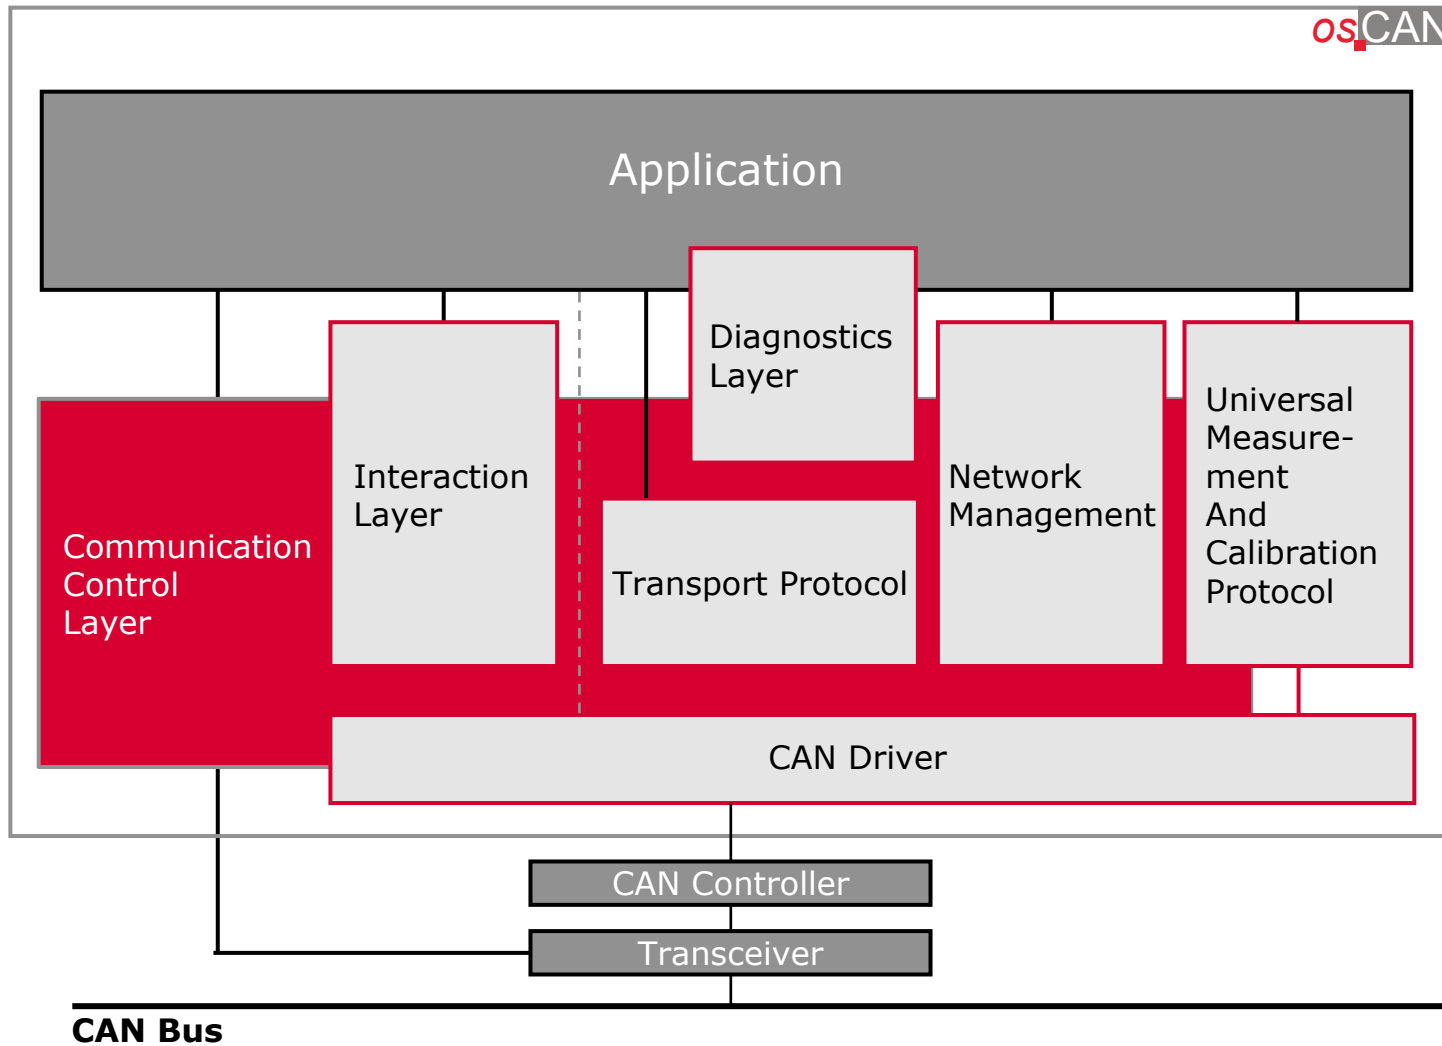 osCAN
Application
Diagnostics
Layer
Universal
Measure-
ment
And
Calibration
Protocol
Interaction
Layer
Network
Management
Communication
Control
Layer
Transport Protocol
CAN Driver
CAN Controller
Transceiver
CAN Bus